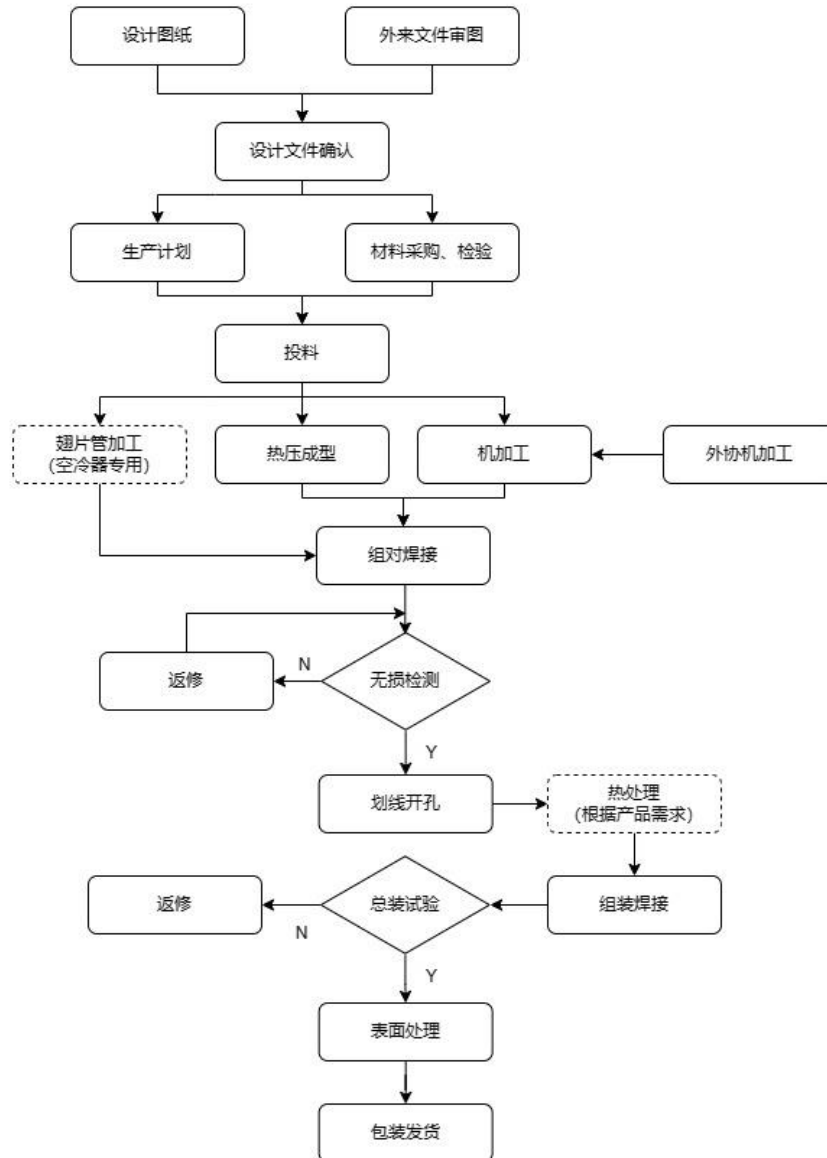 设计图纸
外来文件审图
设计文件确认
生产计划
材料采购、检验
投料
翅片管加工
(空冷器专用)
热压成型
机加工
外协机加工
组对焊接
返修
N
无损检测
Y
划线开孔
热处理
(根据产品需求)
返修
N
总装试验
组装焊接
Y
表面处理
包装发货